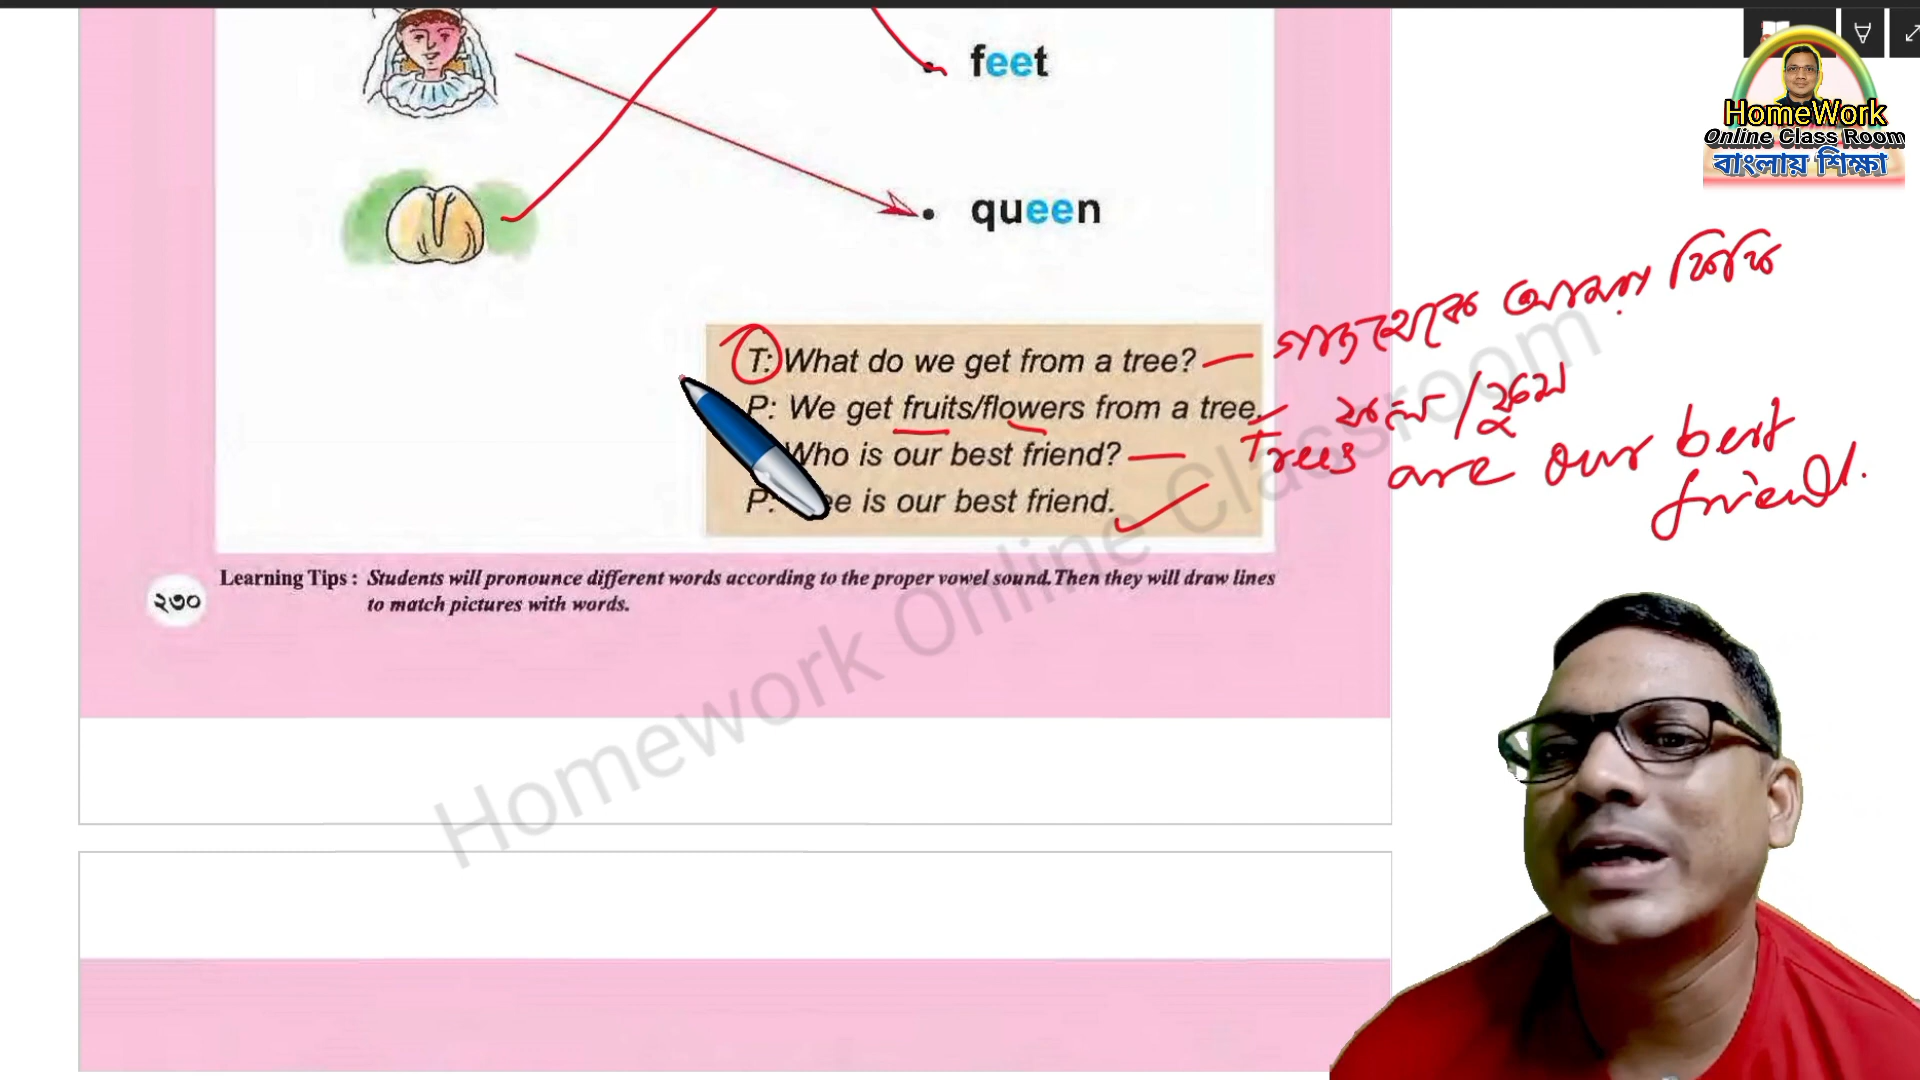 HomeWork
Online Class Room
বাংলায় শিক্ষা
feet
queen
T: What do we get from a tree?
P: We get fruits/flowers from a tree.
Who is our best friend?
P: ee is our best friend.
আমরা
Trees are our best
friend.
Learning Tips : Students will pronounce different words according to the proper vowel sound. Then they will draw lines
to match pictures with words.
২৩০
Homework Online Classroom